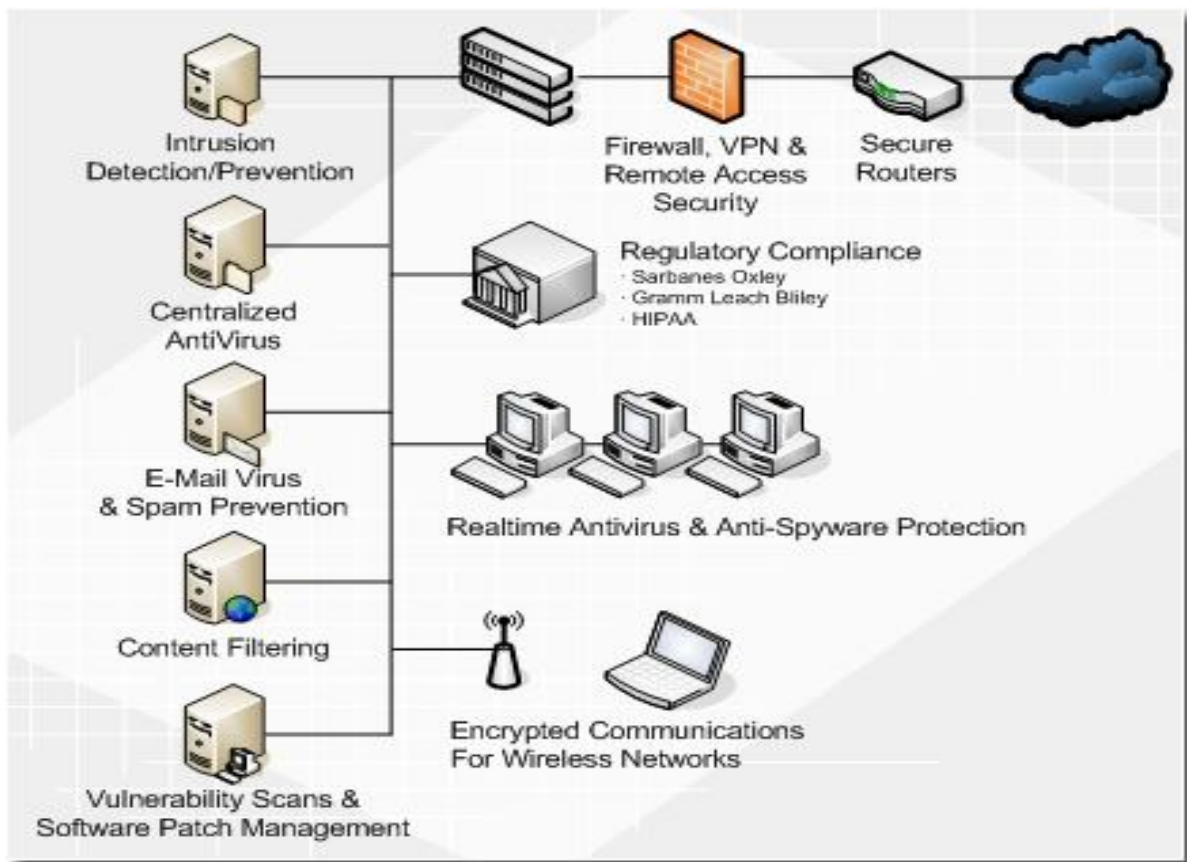 Intrusion
Detection/Prevention
Firewall, VPN &
Remote Access
Security
Secure
Routers
Centralized
AntiVirus
Regulatory Compliance
· Sarbanes Oxley
· Gramm Leach Bliley
· HIPAA
E-Mail Virus
& Spam Prevention
Realtime Antivirus & Anti-Spyware Protection
Content Filtering
Encrypted Communications
For Wireless Networks
Vulnerability Scans &
Software Patch Management